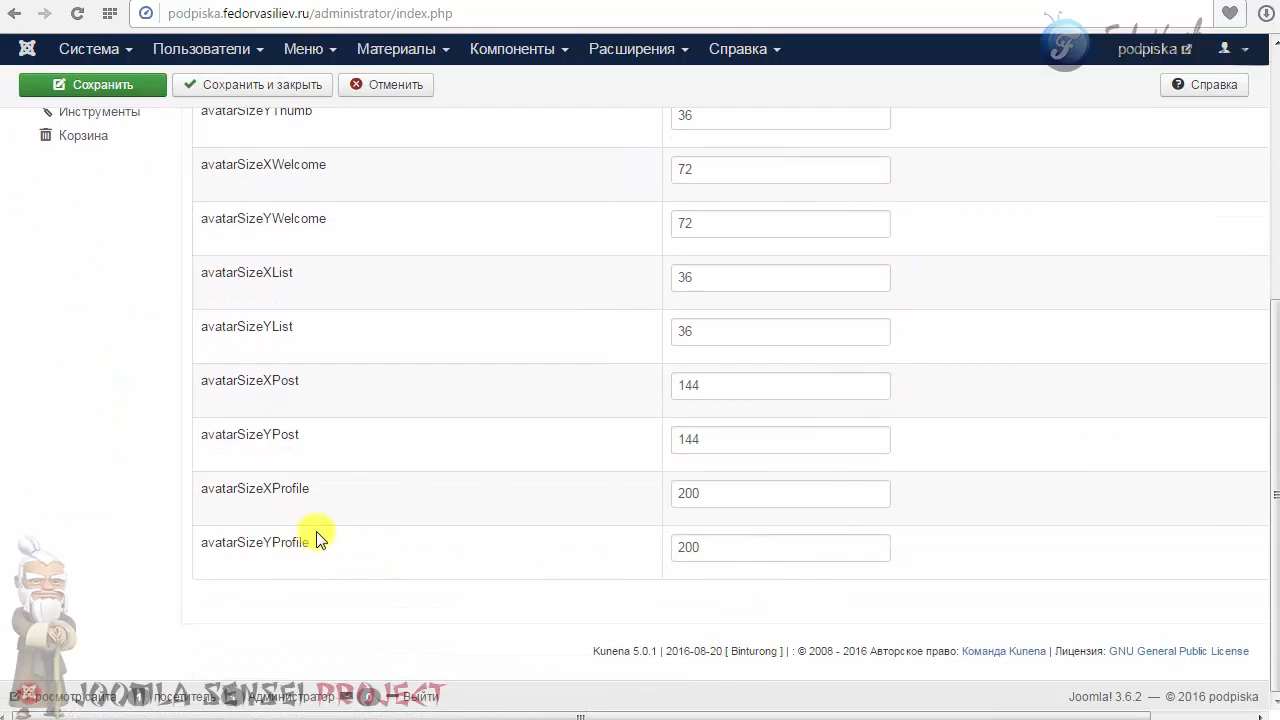 podpiska.fedorvasiliev.ru/administrator/index.php
Система Пользователи Меню Материалы Компоненты Расширения Справка podpiska
Сохранить Сохранить и закрыть Отменить Справка
Инструменты
Корзина
avatarSizeYThumb 36
avatarSizeXWelcome 72
avatarSizeYWelcome 72
avatarSizeXList 36
avatarSizeYList 36
avatarSizeXPost 144
avatarSizeYPost 144
avatarSizeXProfile 200
avatarSizeYProfile 200
Kunena 5.0.1 | 2016-08-20 [ Binturong ] | : © 2008 - 2016 Авторское право: Команда Kunena | Лицензия: GNU General Public License
JOOMLA! SENSEI PROJECT
Просмотр сайта посетитель Администратор Выйти
Joomla! 3.6.2 — © 2016 podpiska